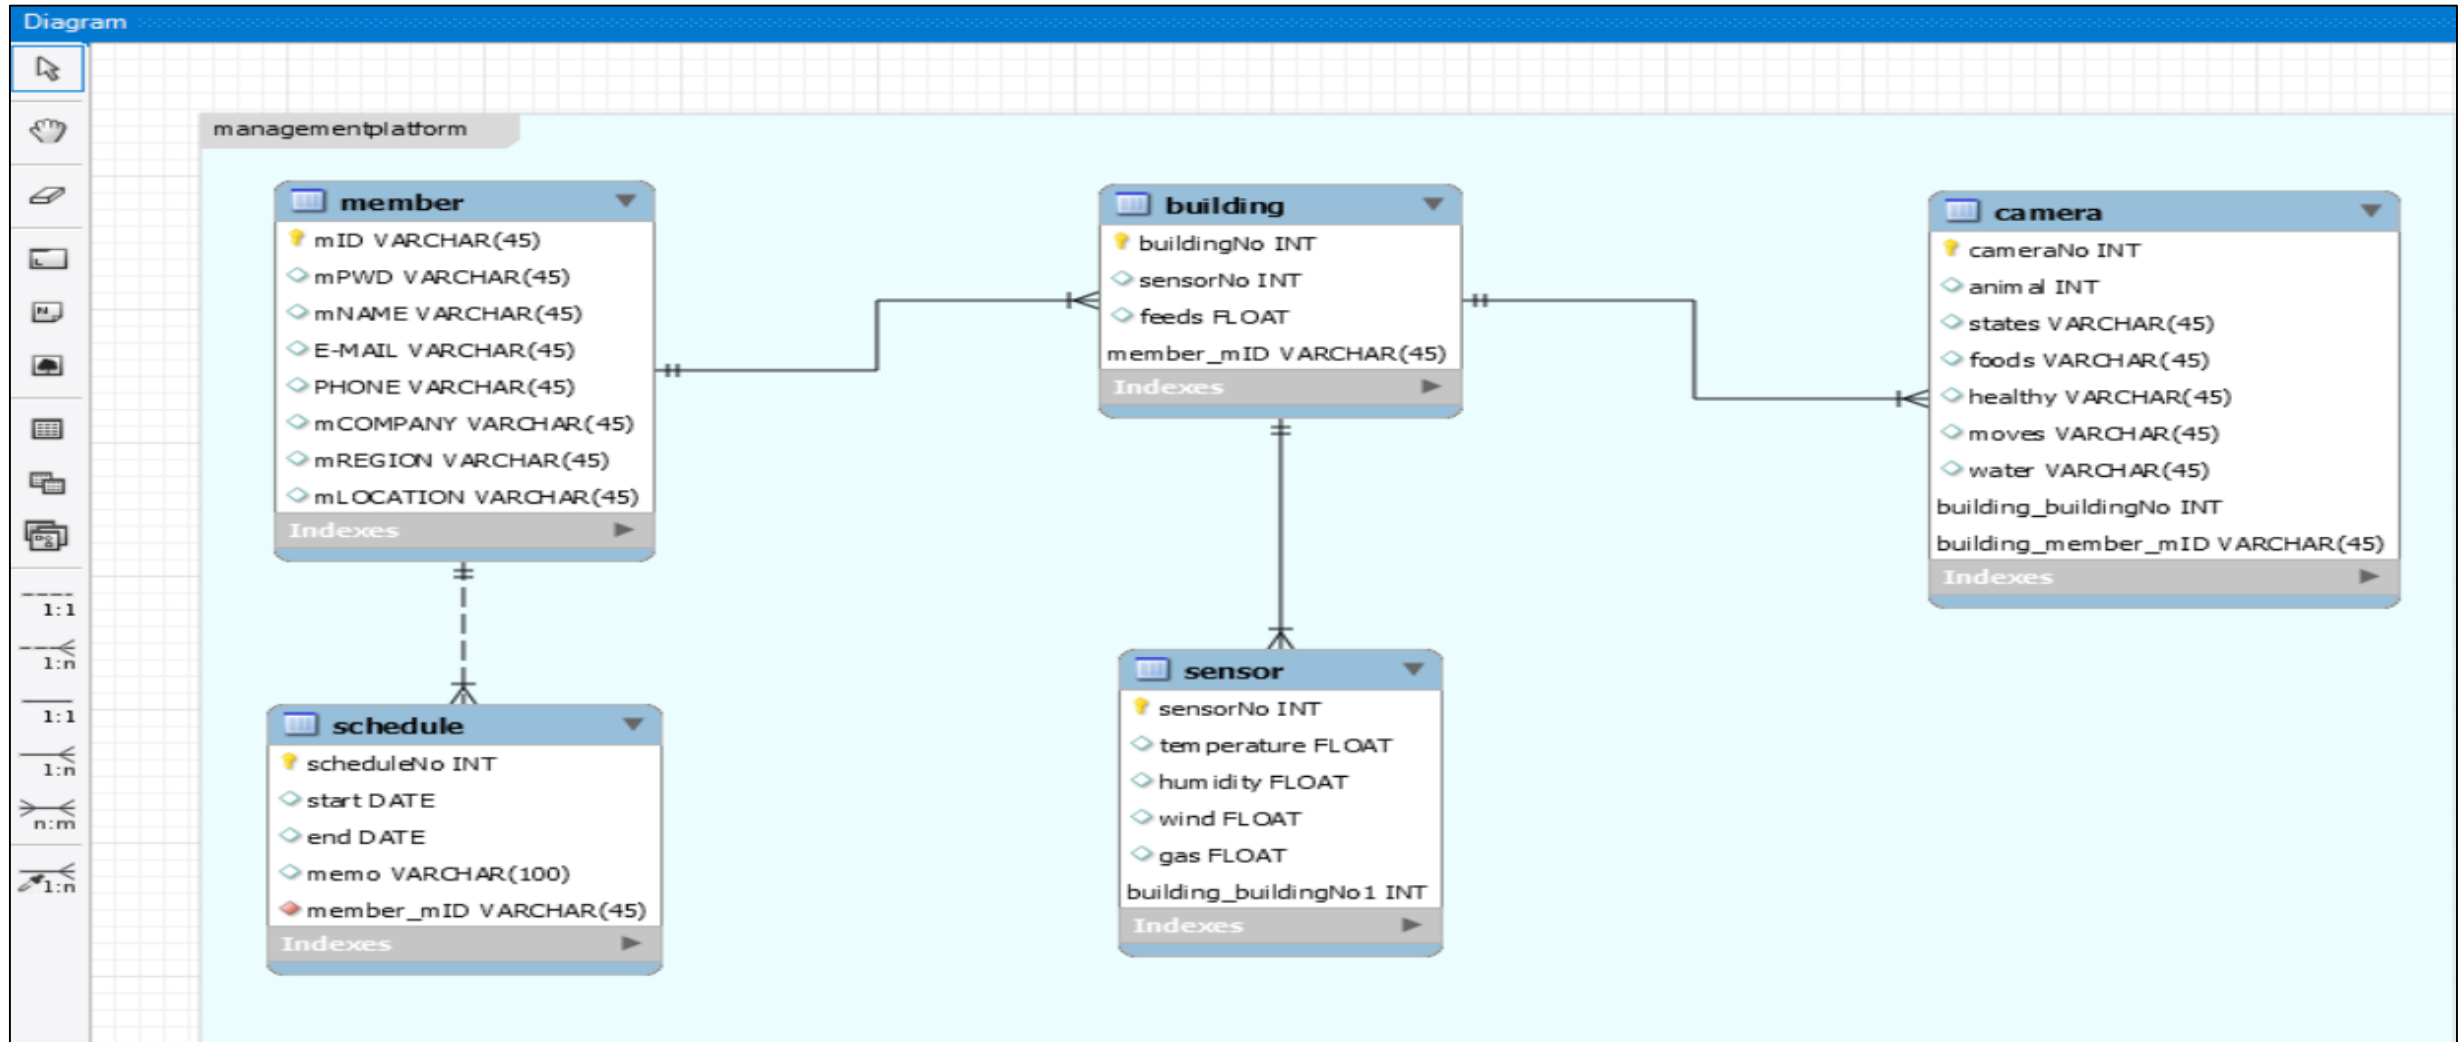 Diagram
managementplatform
member
mID VARCHAR(45)
mPWD VARCHAR(45)
mNAME VARCHAR(45)
E-MAIL VARCHAR(45)
PHONE VARCHAR(45)
mCOMPANY VARCHAR(45)
mREGION VARCHAR(45)
mLOCATION VARCHAR(45)
Indexes
building
buildingNo INT
sensorNo INT
feeds FLOAT
member_mID VARCHAR(45)
Indexes
camera
cameraNo INT
animal INT
states VARCHAR(45)
foods VARCHAR(45)
healthy VARCHAR(45)
moves VARCHAR(45)
water VARCHAR(45)
building_buildingNo INT
building_member_mID VARCHAR(45)
Indexes
schedule
scheduleNo INT
start DATE
end DATE
memo VARCHAR(100)
member_mID VARCHAR(45)
Indexes
sensor
sensorNo INT
temperature FLOAT
humidity FLOAT
wind FLOAT
gas FLOAT
building_buildingNo1 INT
Indexes
1:1
1:n
1:1
1:n
n:m
1:n